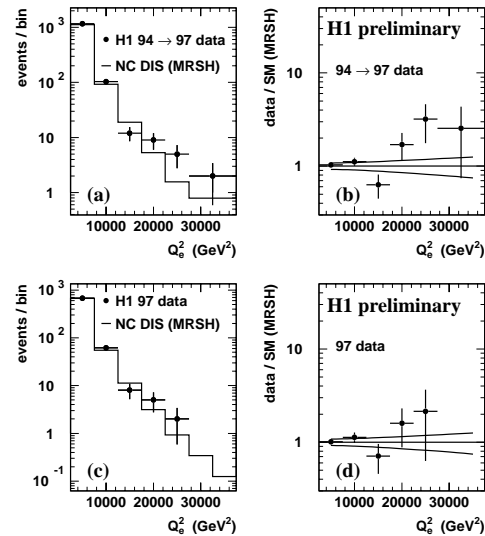 events / bin
10³
10²
10
1
H1 94 → 97 data
NC DIS (MRSH)
(a)
10000 20000 30000
Q²ₑ (GeV²)
data / SM (MRSH)
10
1
H1 preliminary
94 → 97 data
(b)
10000 20000 30000
Q²ₑ (GeV²)
events / bin
10³
10²
10
1
10⁻¹
H1 97 data
NC DIS (MRSH)
(c)
10000 20000 30000
Q²ₑ (GeV²)
data / SM (MRSH)
10
1
H1 preliminary
97 data
(d)
10000 20000 30000
Q²ₑ (GeV²)